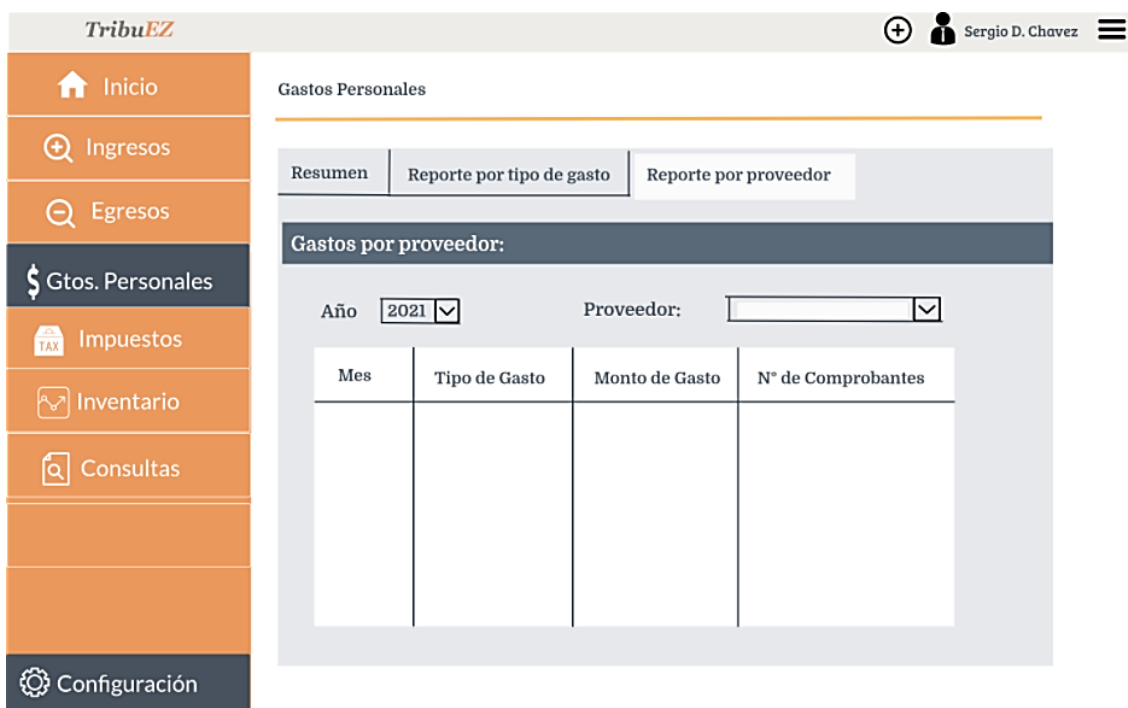 TribuEZ
Sergio D. Chavez
Inicio
Ingresos
Egresos
$ Gtos. Personales
TAX Impuestos
Inventario
Consultas
Configuración
Gastos Personales
Resumen Reporte por tipo de gasto Reporte por proveedor
Gastos por proveedor:
Año 2021 Proveedor:
Mes Tipo de Gasto Monto de Gasto N° de Comprobantes